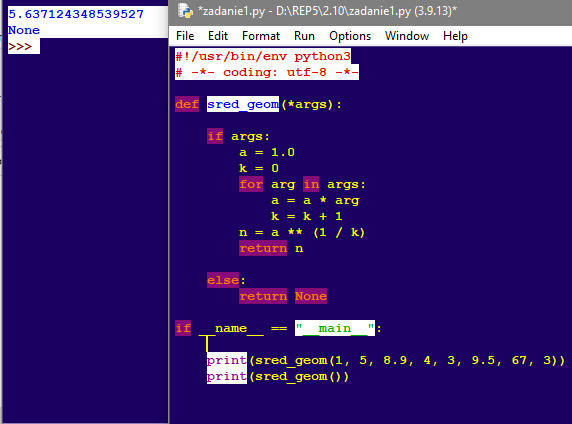 5.637124348539527
None
>>>
*zadanie1.py - D:\REP5\2.10\zadanie1.py (3.9.13)*
File Edit Format Run Options Window Help
#!/usr/bin/env python3
# -*- coding: utf-8 -*-
def sred_geom(*args):
if args:
a = 1.0
k = 0
for arg in args:
a = a * arg
k = k + 1
n = a ** (1 / k)
return n
else:
return None
if __name__ == "__main__":
print(sred_geom(1, 5, 8.9, 4, 3, 9.5, 67, 3))
print(sred_geom())